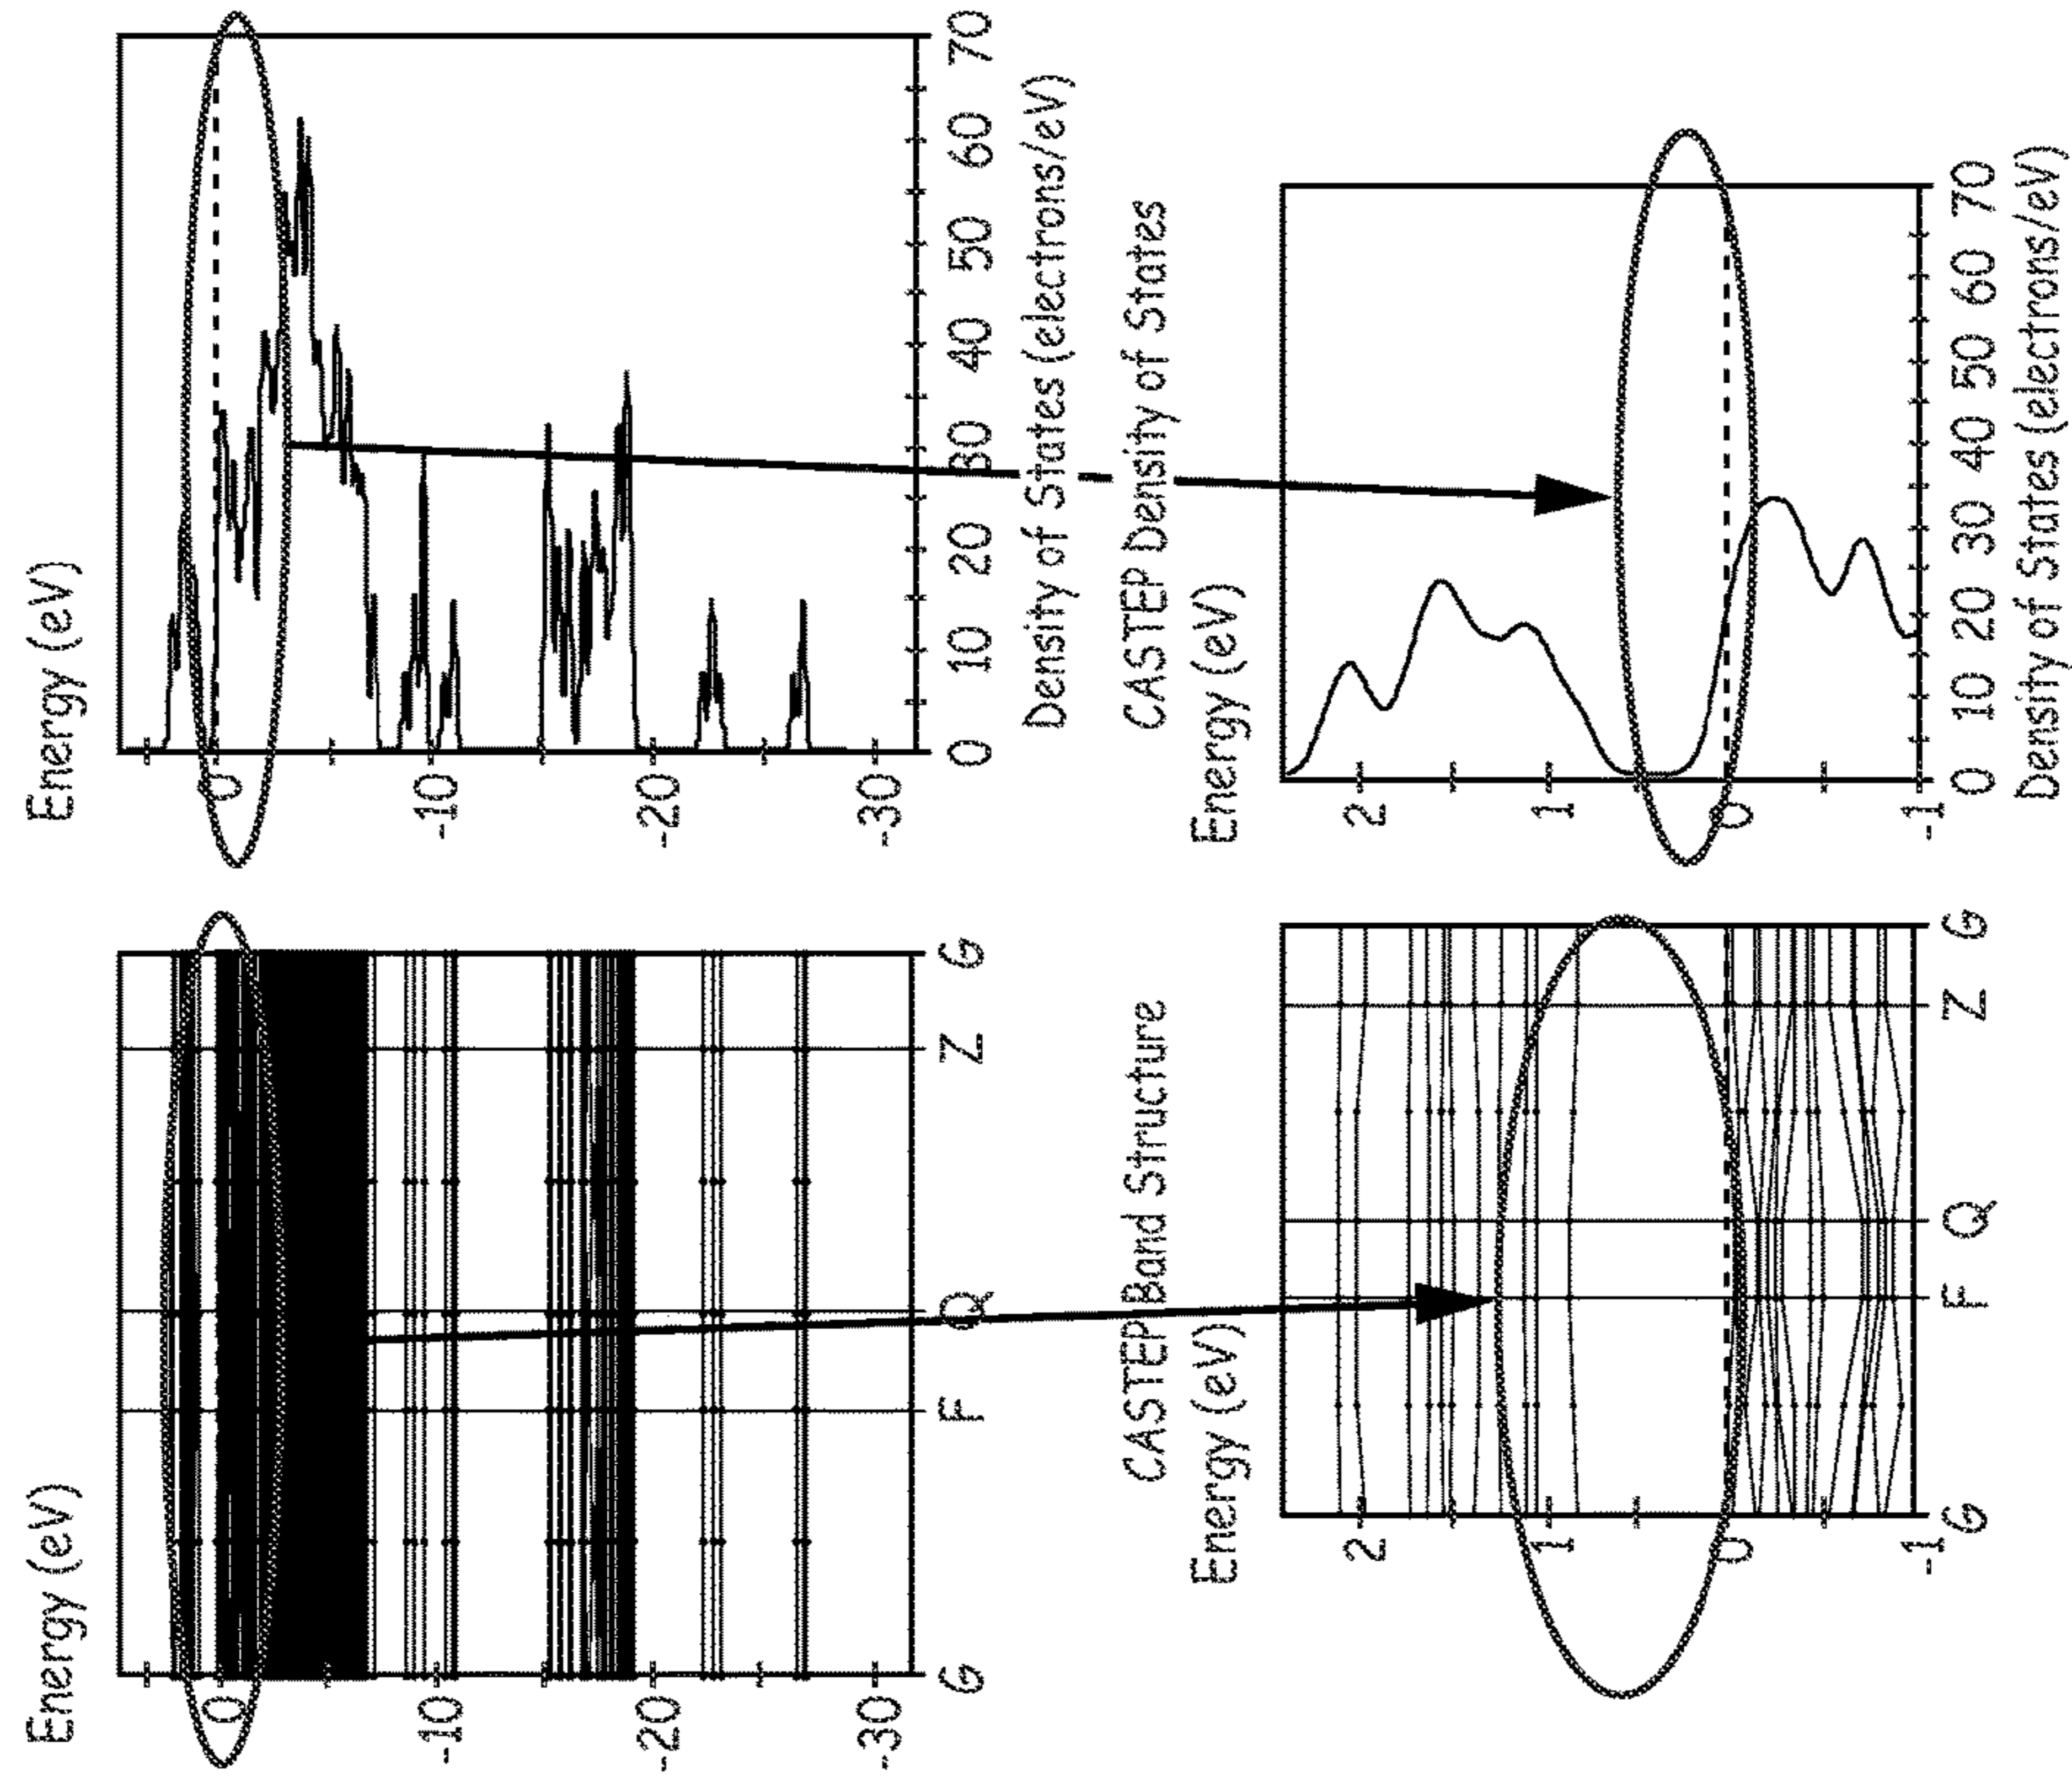 Energy (eV)
0
-10
-20
-30
G
F
Q
Z
G
Energy (eV)
0
-10
-20
-30
0
10
20
30
40
50
60
70
Density of States (electrons/eV)
CASTEP Band Structure
Energy (eV)
2
1
0
-1
G
F
Q
Z
G
CASTEP Density of States
Energy (eV)
2
1
0
-1
0
10
20
30
40
50
60
70
Density of States (electrons/eV)